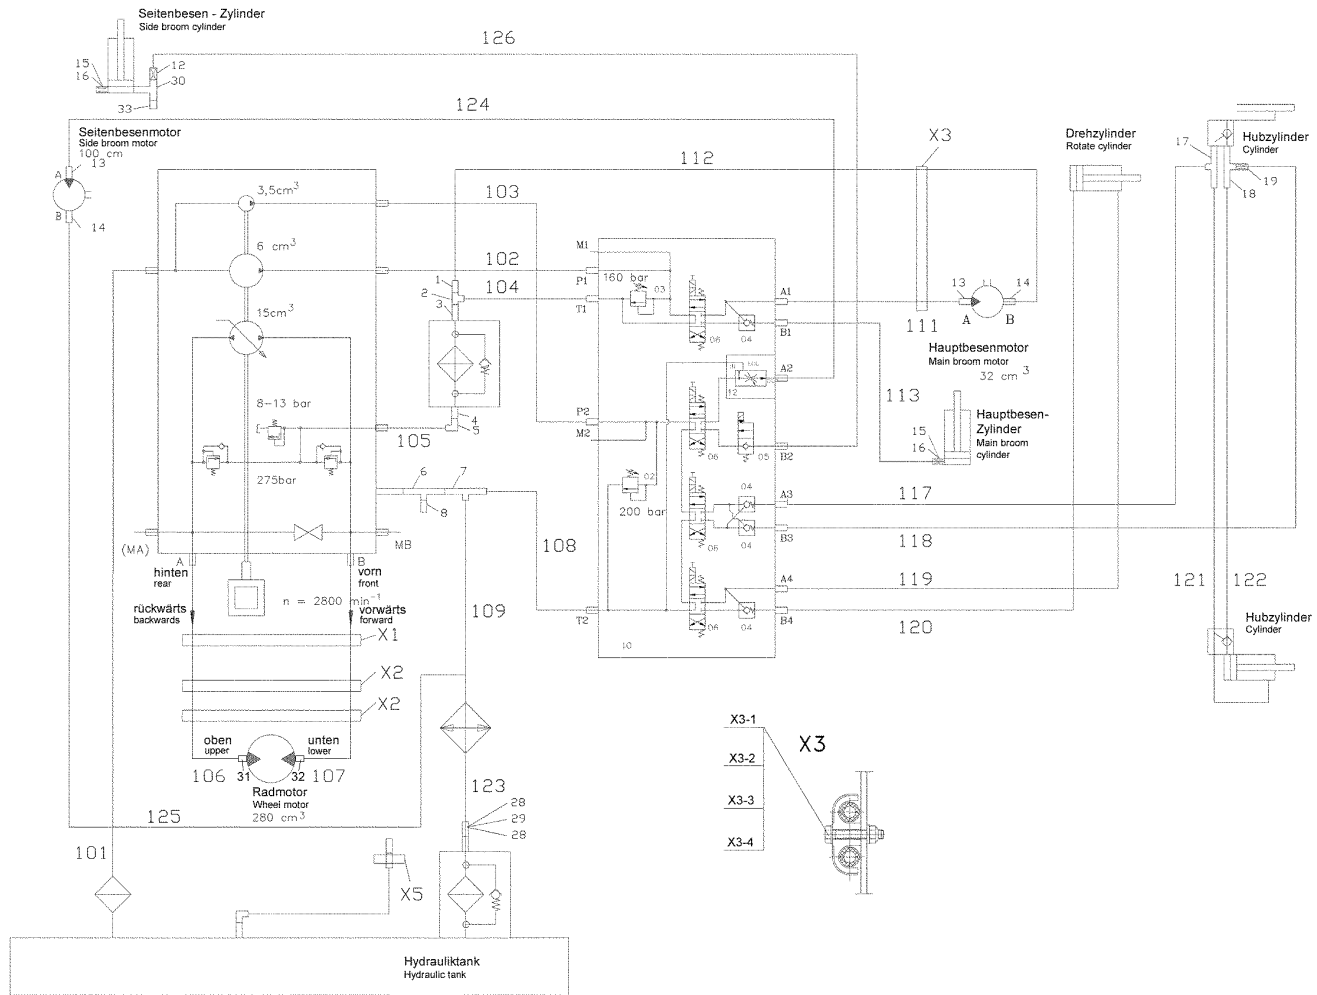 Seitenbesen - Zylinder
Side broom cylinder
126
15
16
12
30
33
124
Seitenbesenmotor
Side broom motor
100 cm
13
A
B
14
3,5cm³
6 cm³
15cm³
8-13 bar
275bar
(MA)
A
B
MB
hinten
rear
vorn
front
n = 2800 min⁻¹
rückwärts
backwards
vorwärts
forward
X1
X2
X2
oben
upper
unten
lower
106
31
32
107
Radmotor
Wheel motor
280 cm³
125
101
X5
Hydrauliktank
Hydraulic tank
112
103
102
104
1
2
3
4
5
105
6
7
8
108
109
123
28
29
28
M1
P1
T1
160 bar
03
06
04
A1
B1
A2
12
P2
M2
06
05
B2
02
200 bar
04
A3
06
04
B3
T2
A4
06
04
B4
10
X3
111
13
14
A
B
Hauptbesenmotor
Main broom motor
32 cm³
113
Hauptbesen-
Zylinder
Main broom
cylinder
15
16
Drehzylinder
Rotate cylinder
17
Hubzylinder
Cylinder
19
18
117
118
119
120
121
122
Hubzylinder
Cylinder
X3-1
X3
X3-2
X3-3
X3-4